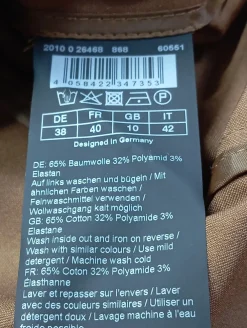 2010 0 26468 868 60551
4 058422 347353
DE FR GB IT
38 40 10 42
Designed in Germany
DE: 65% Baumwolle 32% Polyamid 3%
Elastan
Auf links waschen und bügeln / Mit
ähnlichen Farben waschen /
Feinwaschmittel verwenden /
Wollwaschgang kalt möglich
GB: 65% Cotton 32% Polyamide 3%
Elastane
Wash inside out and iron on reverse /
Wash with similar colours / Use mild
detergent / Machine wash cold
FR: 65% Coton 32% Polyamide 3%
Élasthanne
Laver et repasser sur l'envers / Laver
avec des couleurs similaires / Utiliser un
détergent doux / Lavage machine à l'eau
froide possible